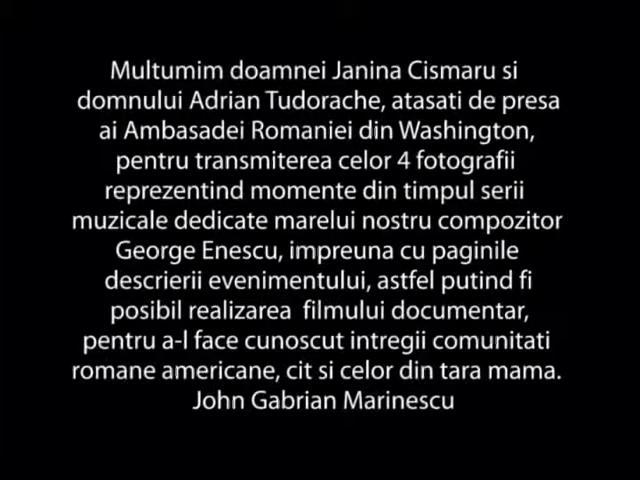 Multumim doamnei Janina Cismaru si
domnului Adrian Tudorache, atasati de presa
ai Ambasadei Romaniei din Washington,
pentru transmiterea celor 4 fotografii
reprezentind momente din timpul serii
muzicale dedicate marelui nostru compozitor
George Enescu, impreuna cu paginile
descrierii evenimentului, astfel putind fi
posibil realizarea  filmului documentar,
pentru a-l face cunoscut intregii comunitati
romane americane, cit si celor din tara mama.
John Gabrian Marinescu